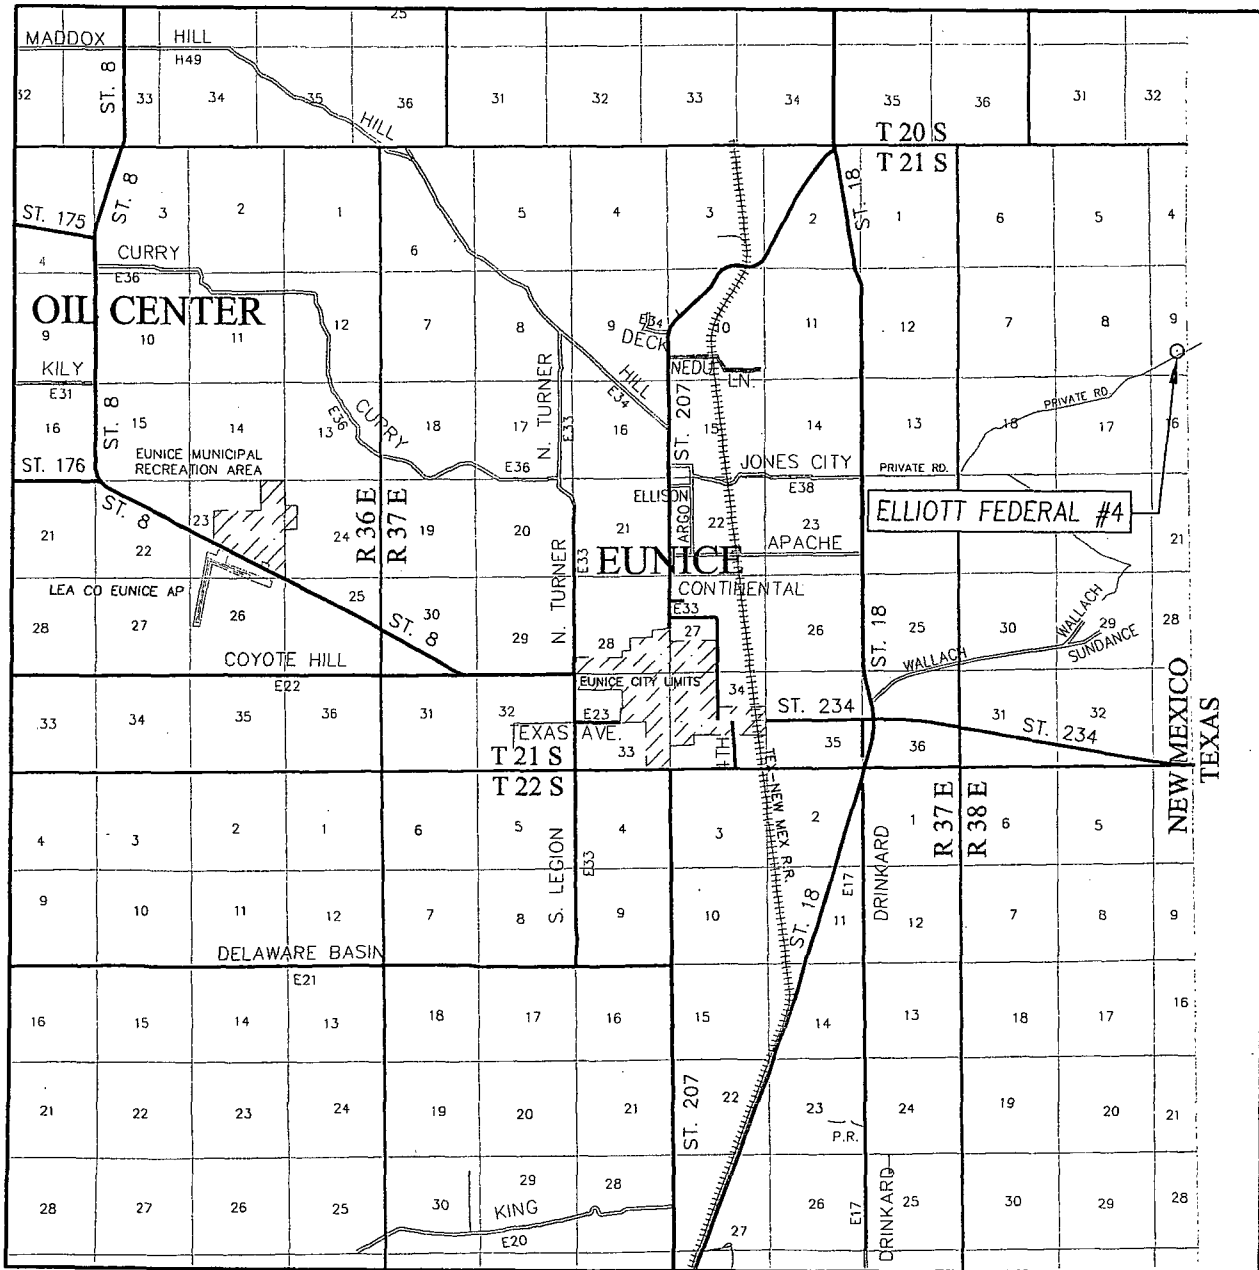 25
MADDOX HILL
H49
ST. 8
32 33 34 35 36 31 32 33 34 35 36 31 32
HILL
T 20 S
T 21 S
ST. 8
ST. 18
3 2 1 5 4 3 2 1 6 5 4
ST. 175
CURRY
E36
4 6
OIL CENTER
9 10 11 12 7 8 9 10 11 12 7 8 9
E34
DECK
KILY
E31
NEDU LN.
HILL
E34
N. TURNER
E33
ST. 207
ST. 8
PRIVATE RD.
16 15 14 13 18 17 16 15 14 13 18 17 16
E36
CURRY
EUNICE MUNICIPAL
RECREATION AREA
ST. 176
E36
JONES CITY
E38
PRIVATE RD.
ELLISON
ARGO
ELLIOTT FEDERAL #4
ST. 8
21 22 23 24 19 20 21 22 23 21
R 36 E
R 37 E
EUNICE
APACHE
E33
N. TURNER
CONTINENTAL
LEA CO EUNICE AP
E33
28 27 26 25 30 29 28 27 26 25 30 29 28
ST. 8
ST. 18
WALLACH
WALLACH
SUNDANCE
COYOTE HILL
E22
EUNICE CITY LIMITS
33 34 35 36 31 32 33 34 35 36 31 32
E23
TEXAS AVE.
ST. 234
ST. 234
NEW MEXICO
TEXAS
T 21 S
T 22 S
TEX-NEW MEX R.R.
4 3 2 1 6 5 4 3 2 1 6 5
R 37 E
R 38 E
S. LEGION
E33
DRINKARD
E17
ST. 18
9 10 11 12 7 8 9 10 11 12 7 8 9
DELAWARE BASIN
E21
16 15 14 13 18 17 16 15 14 13 18 17 16
21 22 23 24 19 20 21 22 23 24 19 20 21
ST. 207
P.R.
28 27 26 25 30 29 28 27 26 25 30 29 28
KING
E20
E17
DRINKARD